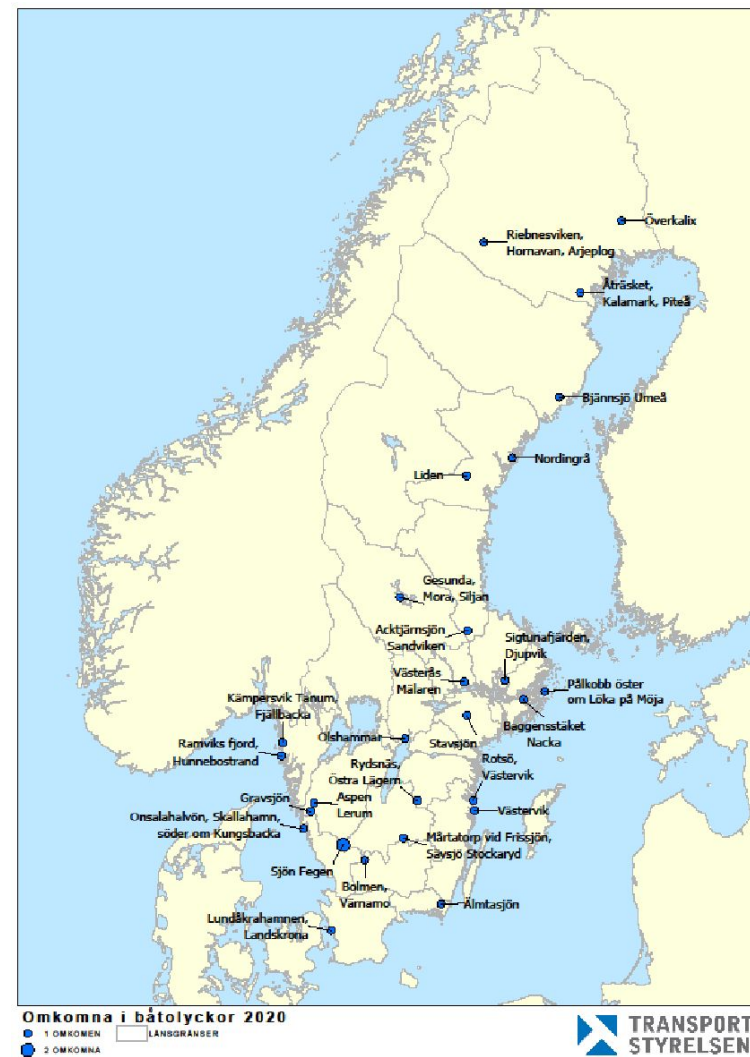 Överkalix
Riebnesviken,
Hornavan, Arjeplog
Åträsket,
Kalamark, Piteå
Bjännsjö Umeå
Nordingrå
Liden
Gesunda,
Mora, Siljan
Acktjärnsjön
Sandviken
Sigtunafjärden,
Djupvik
Västerås
Mälaren
Pålkobb öster
om Löka på Möja
Kämpersvik Tanum,
Fjällbacka
Baggensstäket
Nacka
Olshammar
Stavsjön
Ramviks fjord,
Hunnebostrand
Rydsnäs,
Östra Lägern
Rotsö,
Västervik
Gravsjön
Aspen
Lerum
Västervik
Onsalahalvön, Skallahamn,
söder om Kungsbacka
Mårtatorp vid Frissjön,
Sävsjö Stockaryd
Sjön Fegen
Bolmen,
Värnamo
Älmtasjön
Lundåkrahamnen,
Landskrona
Omkomna i båtolyckor 2020
1 OMKOMEN
LÄNSGRÄNSER
2 OMKOMNA
TRANSPORT
STYRELSEN